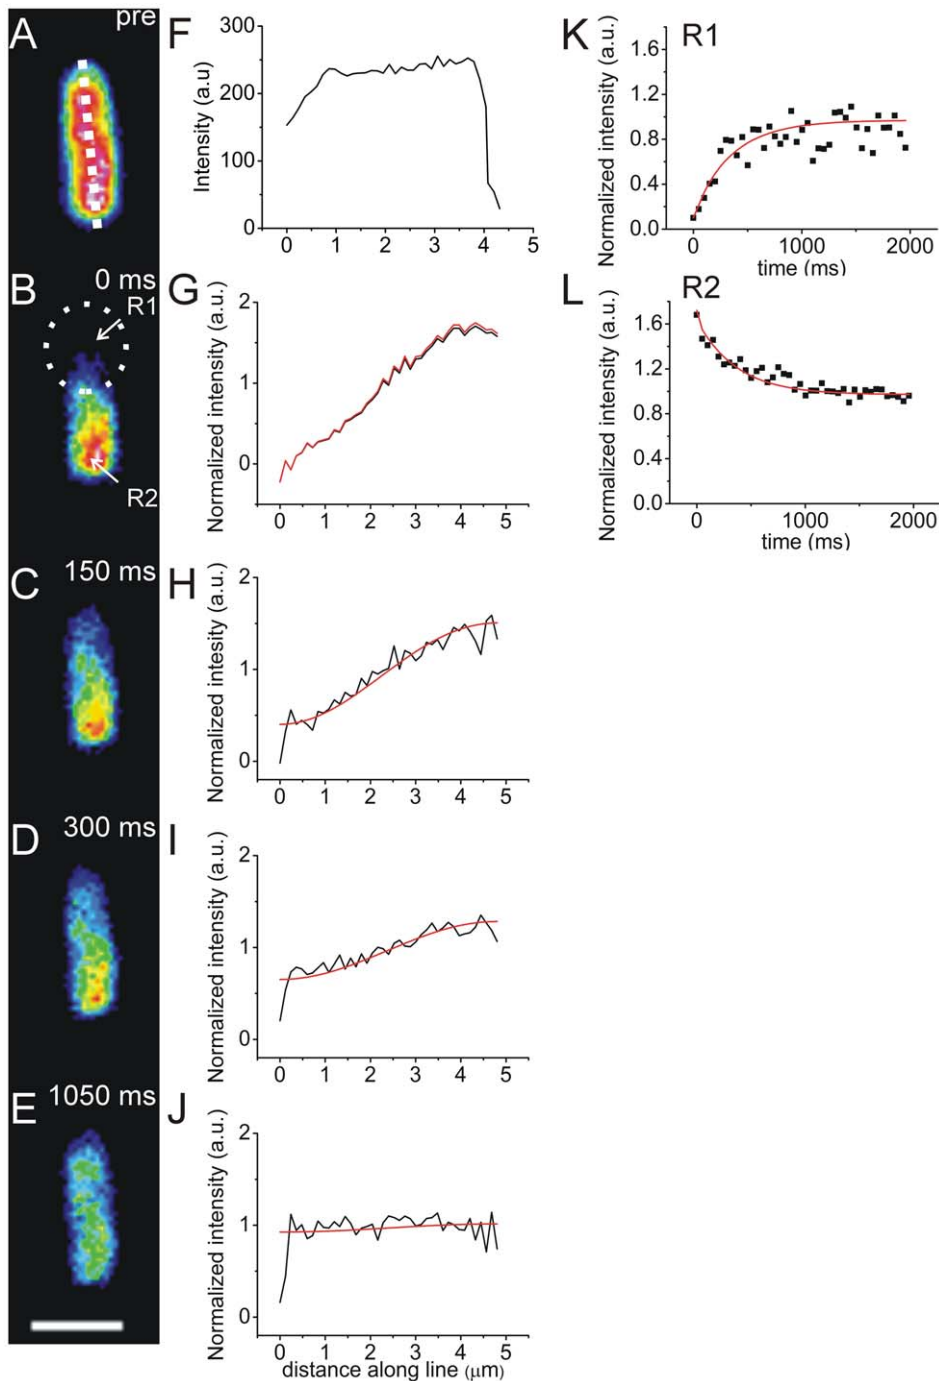 A pre
B 0 ms
R1
R2
C 150 ms
D 300 ms
E 1050 ms
F
Intensity (a.u)
300
200
100
0
0 1 2 3 4 5
G
Normalized intensity (a.u.)
2
1
0
0 1 2 3 4 5
H
Normalized intesity (a.u.)
2
1
0
0 1 2 3 4 5
I
Normalized intensity (a.u.)
2
1
0
0 1 2 3 4 5
J
Normalized intensity (a.u.)
2
1
0
0 1 2 3 4 5
distance along line (μm)
K R1
Normalized intensity (a.u.)
1.6
1.2
0.8
0.4
0.0
0 1000 2000
time (ms)
L R2
Normalized intensity (a.u.)
1.6
1.2
0.8
0.4
0.0
0 1000 2000
time (ms)